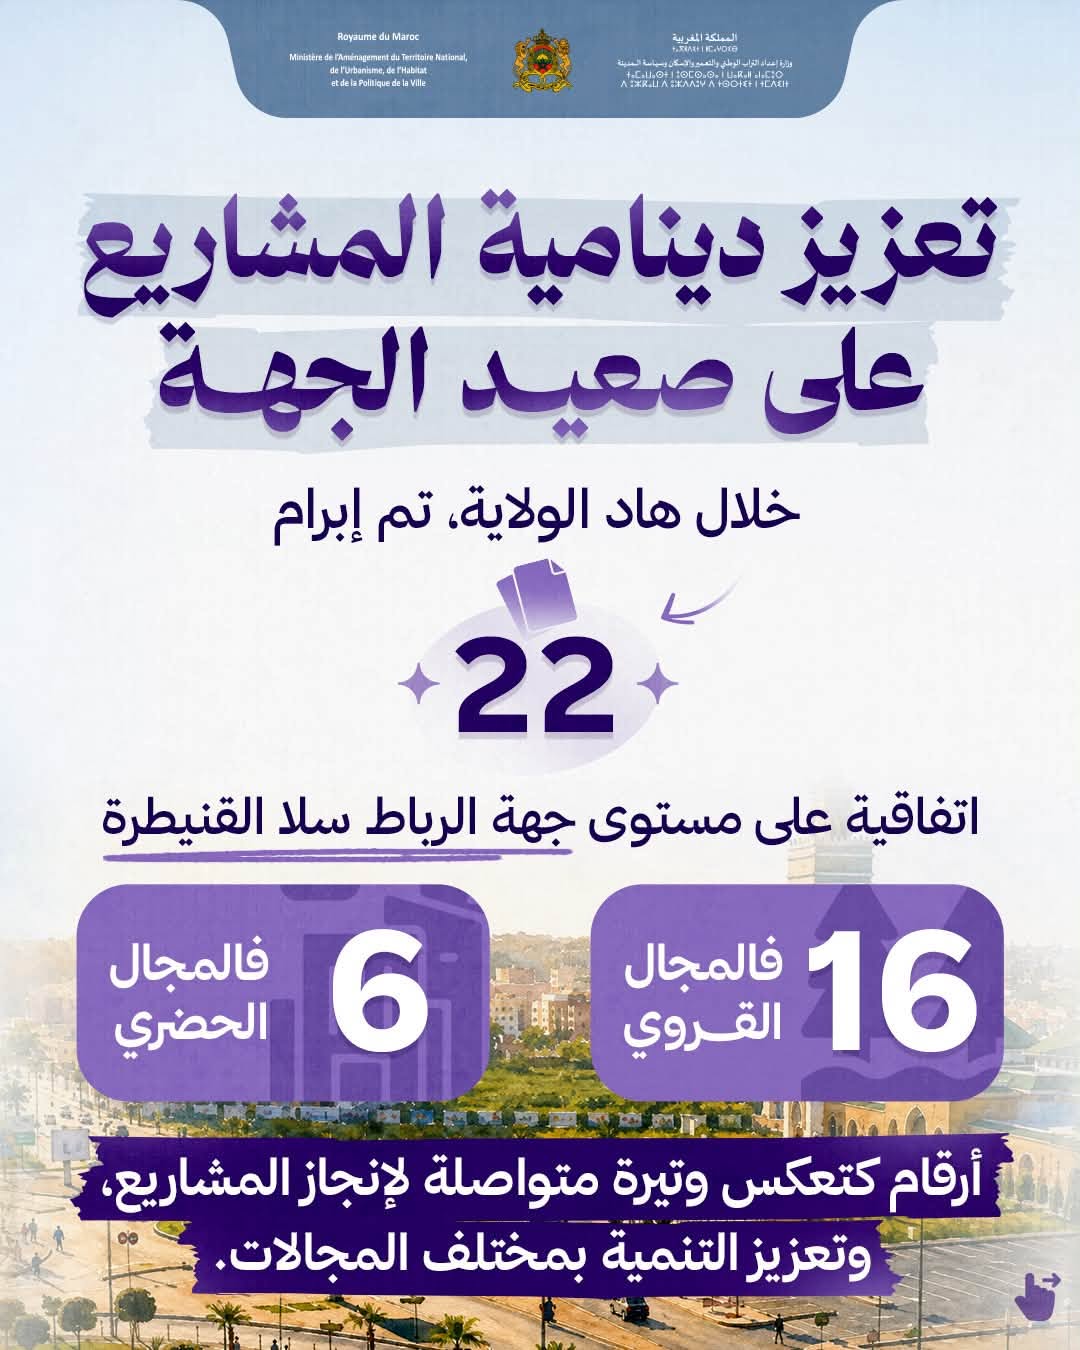 Royaume du Maroc
Ministère de l'Aménagement du Territoire National,
de l'Urbanisme, de l'Habitat
et de la Politique de la Ville
المملكة المغربية
ⵜⴰⴳⵍⴷⵉⵜ ⵏ ⵍⵎⵖⵔⵉⴱ
وزارة إعداد التراب الوطني والتعمير والإسكان وسياسة المدينة
تعزيز دينامية المشاريع
على صعيد الجهة
خلال هاد الولاية، تم إبرام
22
اتفاقية على مستوى جهة الرباط سلا القنيطرة
16
فالمجال
القروي
6
فالمجال
الحضري
أرقام كتعكس وتيرة متواصلة لإنجاز المشاريع،
وتعزيز التنمية بمختلف المجالات.